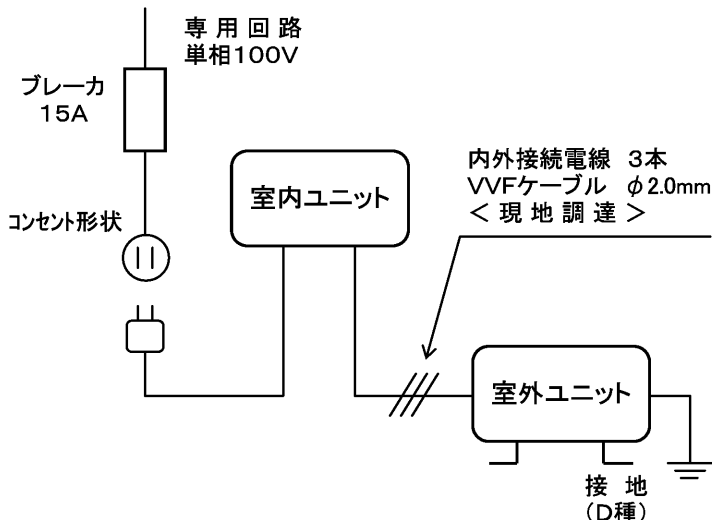 専用回路
単相100V
ブレーカ
15A
内外接続電線 3本
VVFケーブル φ2.0mm
＜現地調達＞
室内ユニット
コンセント形状
室外ユニット
接地
(D種)